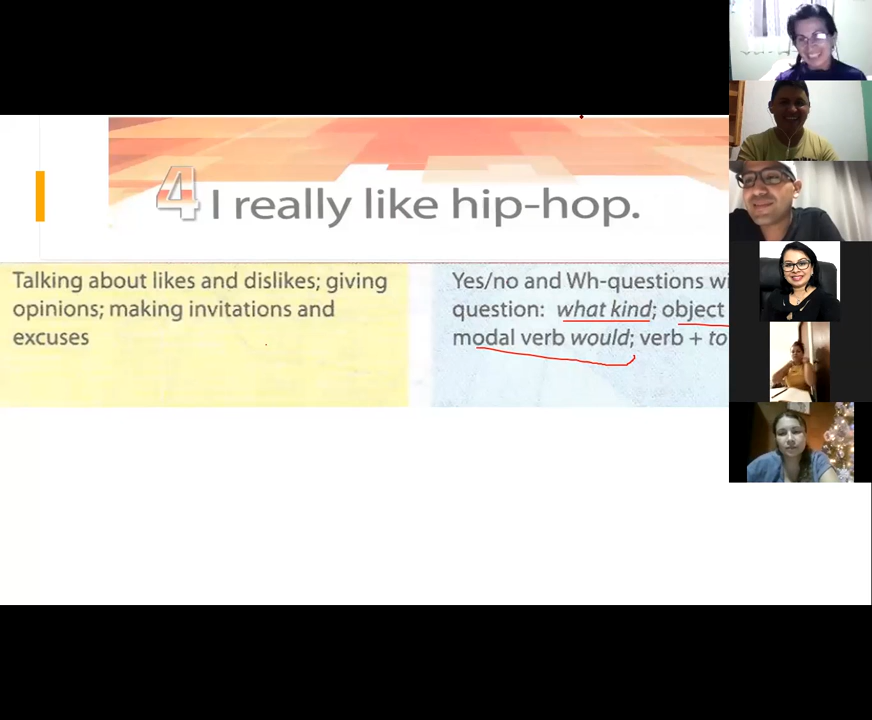 4 I really like hip-hop.
Talking about likes and dislikes; giving
opinions; making invitations and
excuses
Yes/no and Wh-questions wi
question: what kind; object
modal verb would; verb + to